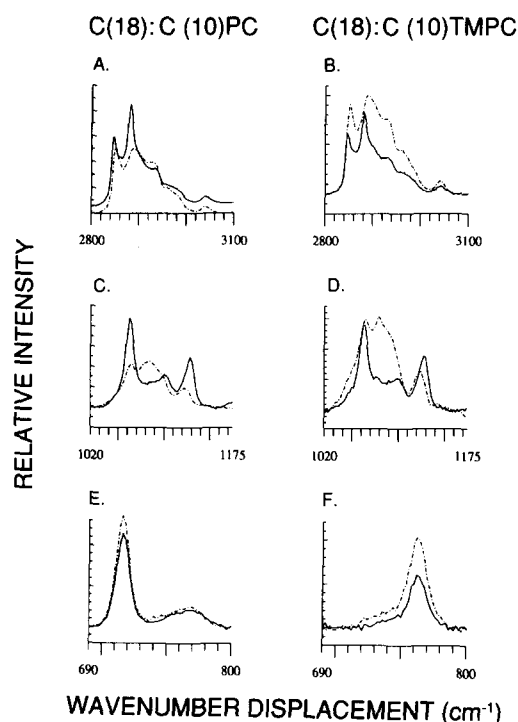 C(18):C (10)PC
C(18):C (10)TMPC
A.
B.
2800
3100
2800
3100
C.
D.
1020
1175
1020
1175
E.
F.
690
800
690
800
RELATIVE INTENSITY
WAVENUMBER DISPLACEMENT (cm⁻¹)